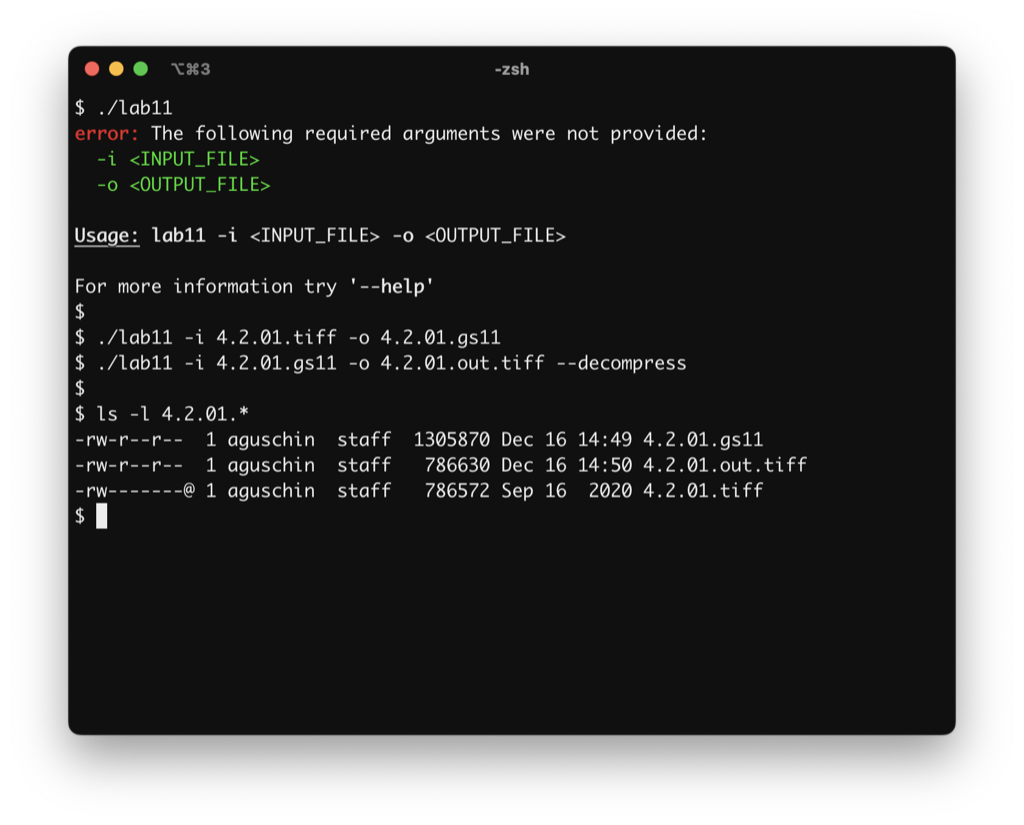 ⌥⌘3 -zsh
$ ./lab11
error: The following required arguments were not provided:
  -i <INPUT_FILE>
  -o <OUTPUT_FILE>

Usage: lab11 -i <INPUT_FILE> -o <OUTPUT_FILE>

For more information try '--help'
$
$ ./lab11 -i 4.2.01.tiff -o 4.2.01.gs11
$ ./lab11 -i 4.2.01.gs11 -o 4.2.01.out.tiff --decompress
$
$ ls -l 4.2.01.*
-rw-r--r--  1 aguschin  staff  1305870 Dec 16 14:49 4.2.01.gs11
-rw-r--r--  1 aguschin  staff   786630 Dec 16 14:50 4.2.01.out.tiff
-rw-------@ 1 aguschin  staff   786572 Sep 16  2020 4.2.01.tiff
$